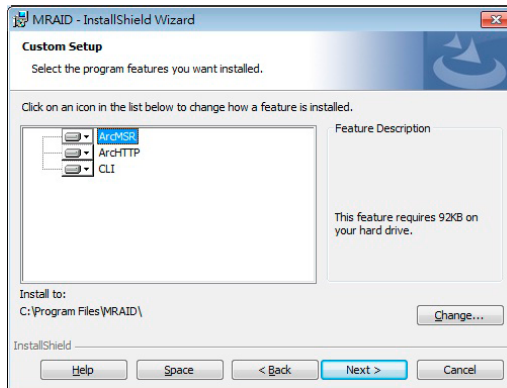 MRAID - InstallShield Wizard
Custom Setup
Select the program features you want installed.
Click on an icon in the list below to change how a feature is installed.
ArcMSR
ArcHTTP
CLI
Feature Description
This feature requires 92KB on
your hard drive.
Install to:
C:\Program Files\MRAID\
Change...
InstallShield
Help
Space
< Back
Next >
Cancel